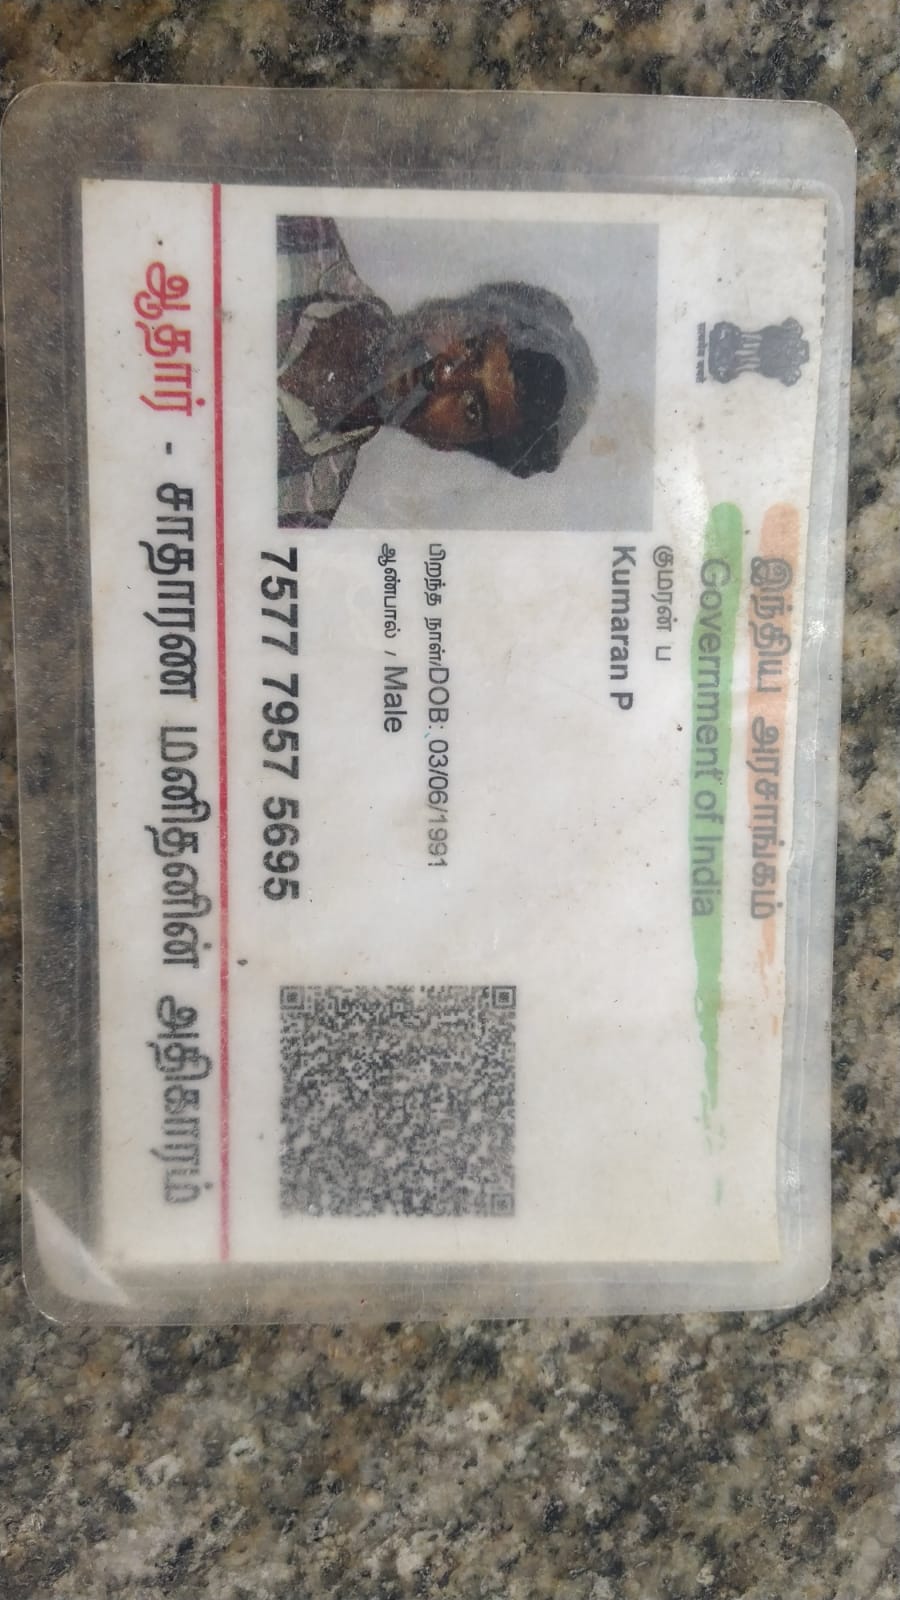 இந்திய அரசாங்கம்
Government of India
குமரன் ப
Kumaran P
பிறந்த நாள்/DOB: 03/06/1991
ஆண்பால் / Male
7577 7957 5695
ஆதார் - சாதாரண மனிதனின் அதிகாரம்